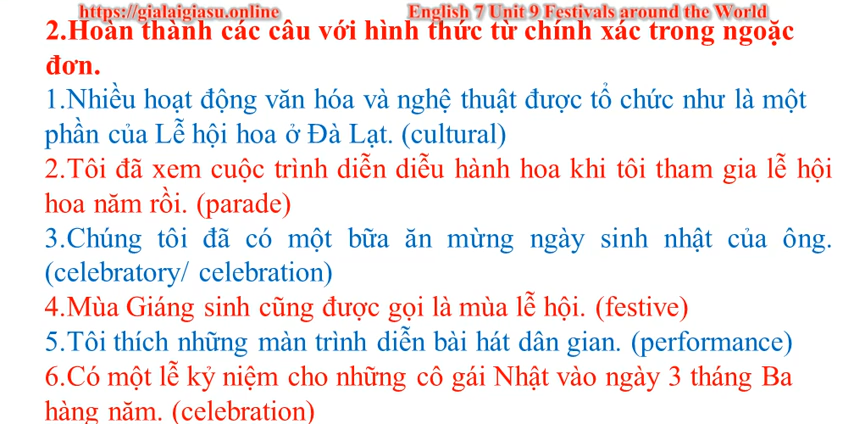 https://gialaigiasu.online English 7 Unit 9 Festivals around the World
2.Hoàn thành các câu với hình thức từ chính xác trong ngoặc
đơn.
1.Nhiều hoạt động văn hóa và nghệ thuật được tổ chức như là một
phần của Lễ hội hoa ở Đà Lạt. (cultural)
2.Tôi đã xem cuộc trình diễn diễu hành hoa khi tôi tham gia lễ hội
hoa năm rồi. (parade)
3.Chúng tôi đã có một bữa ăn mừng ngày sinh nhật của ông.
(celebratory/ celebration)
4.Mùa Giáng sinh cũng được gọi là mùa lễ hội. (festive)
5.Tôi thích những màn trình diễn bài hát dân gian. (performance)
6.Có một lễ kỷ niệm cho những cô gái Nhật vào ngày 3 tháng Ba
hàng năm. (celebration)